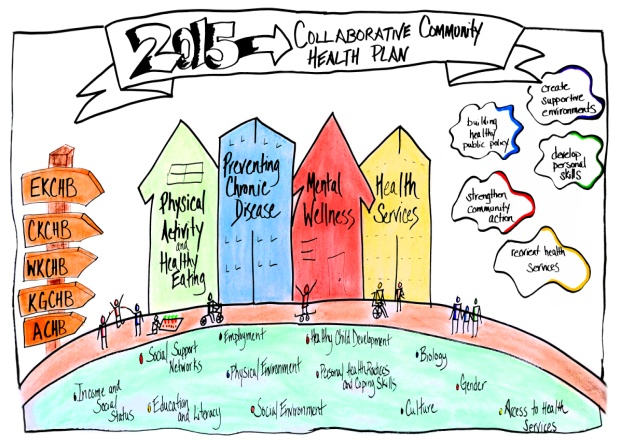 2015
COLLABORATIVE COMMUNITY
HEALTH PLAN
create
supportive
environments
building
healthy
public policy
develop
personal
skills
strengthen
community
action
reorient health
services
EKCHB
CKCHB
WKCHB
KGCHB
ACHB
Physical
Activity
and
Healthy
Eating
Preventing
Chronic
Disease
Mental
Wellness
Health
Services
Social Support
Networks
Employment
Healthy Child Development
Biology
Physical Environment
Personal Health Practices
and Coping Skills
Gender
Income and
Social
Status
Education and Literacy
Social Environment
Culture
Access to Health
Services